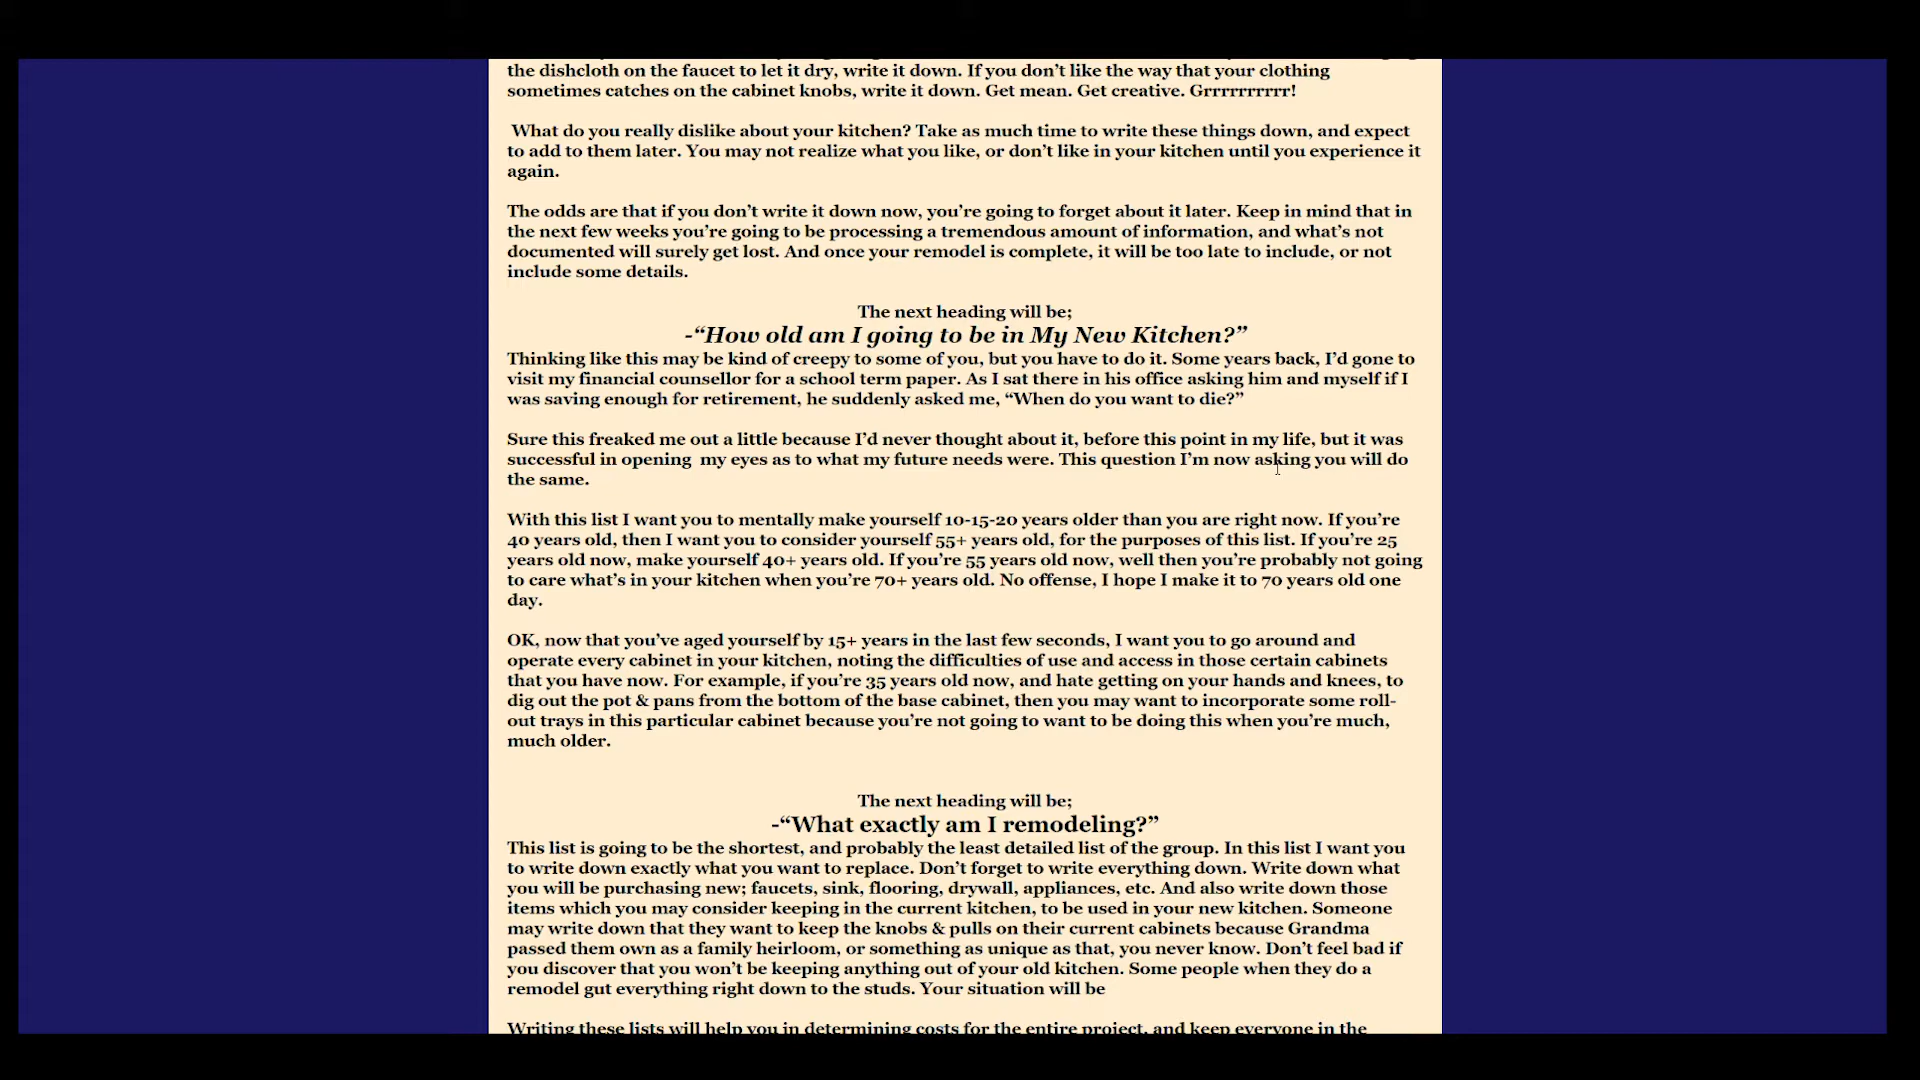 the dishcloth on the faucet to let it dry, write it down. If you don’t like the way that your clothing
sometimes catches on the cabinet knobs, write it down. Get mean. Get creative. Grrrrrrrrrr!
What do you really dislike about your kitchen? Take as much time to write these things down, and expect
to add to them later. You may not realize what you like, or don’t like in your kitchen until you experience it
again.
The odds are that if you don’t write it down now, you’re going to forget about it later. Keep in mind that in
the next few weeks you’re going to be processing a tremendous amount of information, and what’s not
documented will surely get lost. And once your remodel is complete, it will be too late to include, or not
include some details.
The next heading will be;
-“How old am I going to be in My New Kitchen?”
Thinking like this may be kind of creepy to some of you, but you have to do it. Some years back, I’d gone to
visit my financial counsellor for a school term paper. As I sat there in his office asking him and myself if I
was saving enough for retirement, he suddenly asked me, “When do you want to die?”
Sure this freaked me out a little because I’d never thought about it, before this point in my life, but it was
successful in opening  my eyes as to what my future needs were. This question I’m now asking you will do
the same.
With this list I want you to mentally make yourself 10-15-20 years older than you are right now. If you’re
40 years old, then I want you to consider yourself 55+ years old, for the purposes of this list. If you’re 25
years old now, make yourself 40+ years old. If you’re 55 years old now, well then you’re probably not going
to care what’s in your kitchen when you’re 70+ years old. No offense, I hope I make it to 70 years old one
day.
OK, now that you’ve aged yourself by 15+ years in the last few seconds, I want you to go around and
operate every cabinet in your kitchen, noting the difficulties of use and access in those certain cabinets
that you have now. For example, if you’re 35 years old now, and hate getting on your hands and knees, to
dig out the pot & pans from the bottom of the base cabinet, then you may want to incorporate some roll-
out trays in this particular cabinet because you’re not going to want to be doing this when you’re much,
much older.
The next heading will be;
-“What exactly am I remodeling?”
This list is going to be the shortest, and probably the least detailed list of the group. In this list I want you
to write down exactly what you want to replace. Don’t forget to write everything down. Write down what
you will be purchasing new; faucets, sink, flooring, drywall, appliances, etc. And also write down those
items which you may consider keeping in the current kitchen, to be used in your new kitchen. Someone
may write down that they want to keep the knobs & pulls on their current cabinets because Grandma
passed them own as a family heirloom, or something as unique as that, you never know. Don’t feel bad if
you discover that you won’t be keeping anything out of your old kitchen. Some people when they do a
remodel gut everything right down to the studs. Your situation will be
Writing these lists will help you in determining costs for the entire project, and keep everyone in the